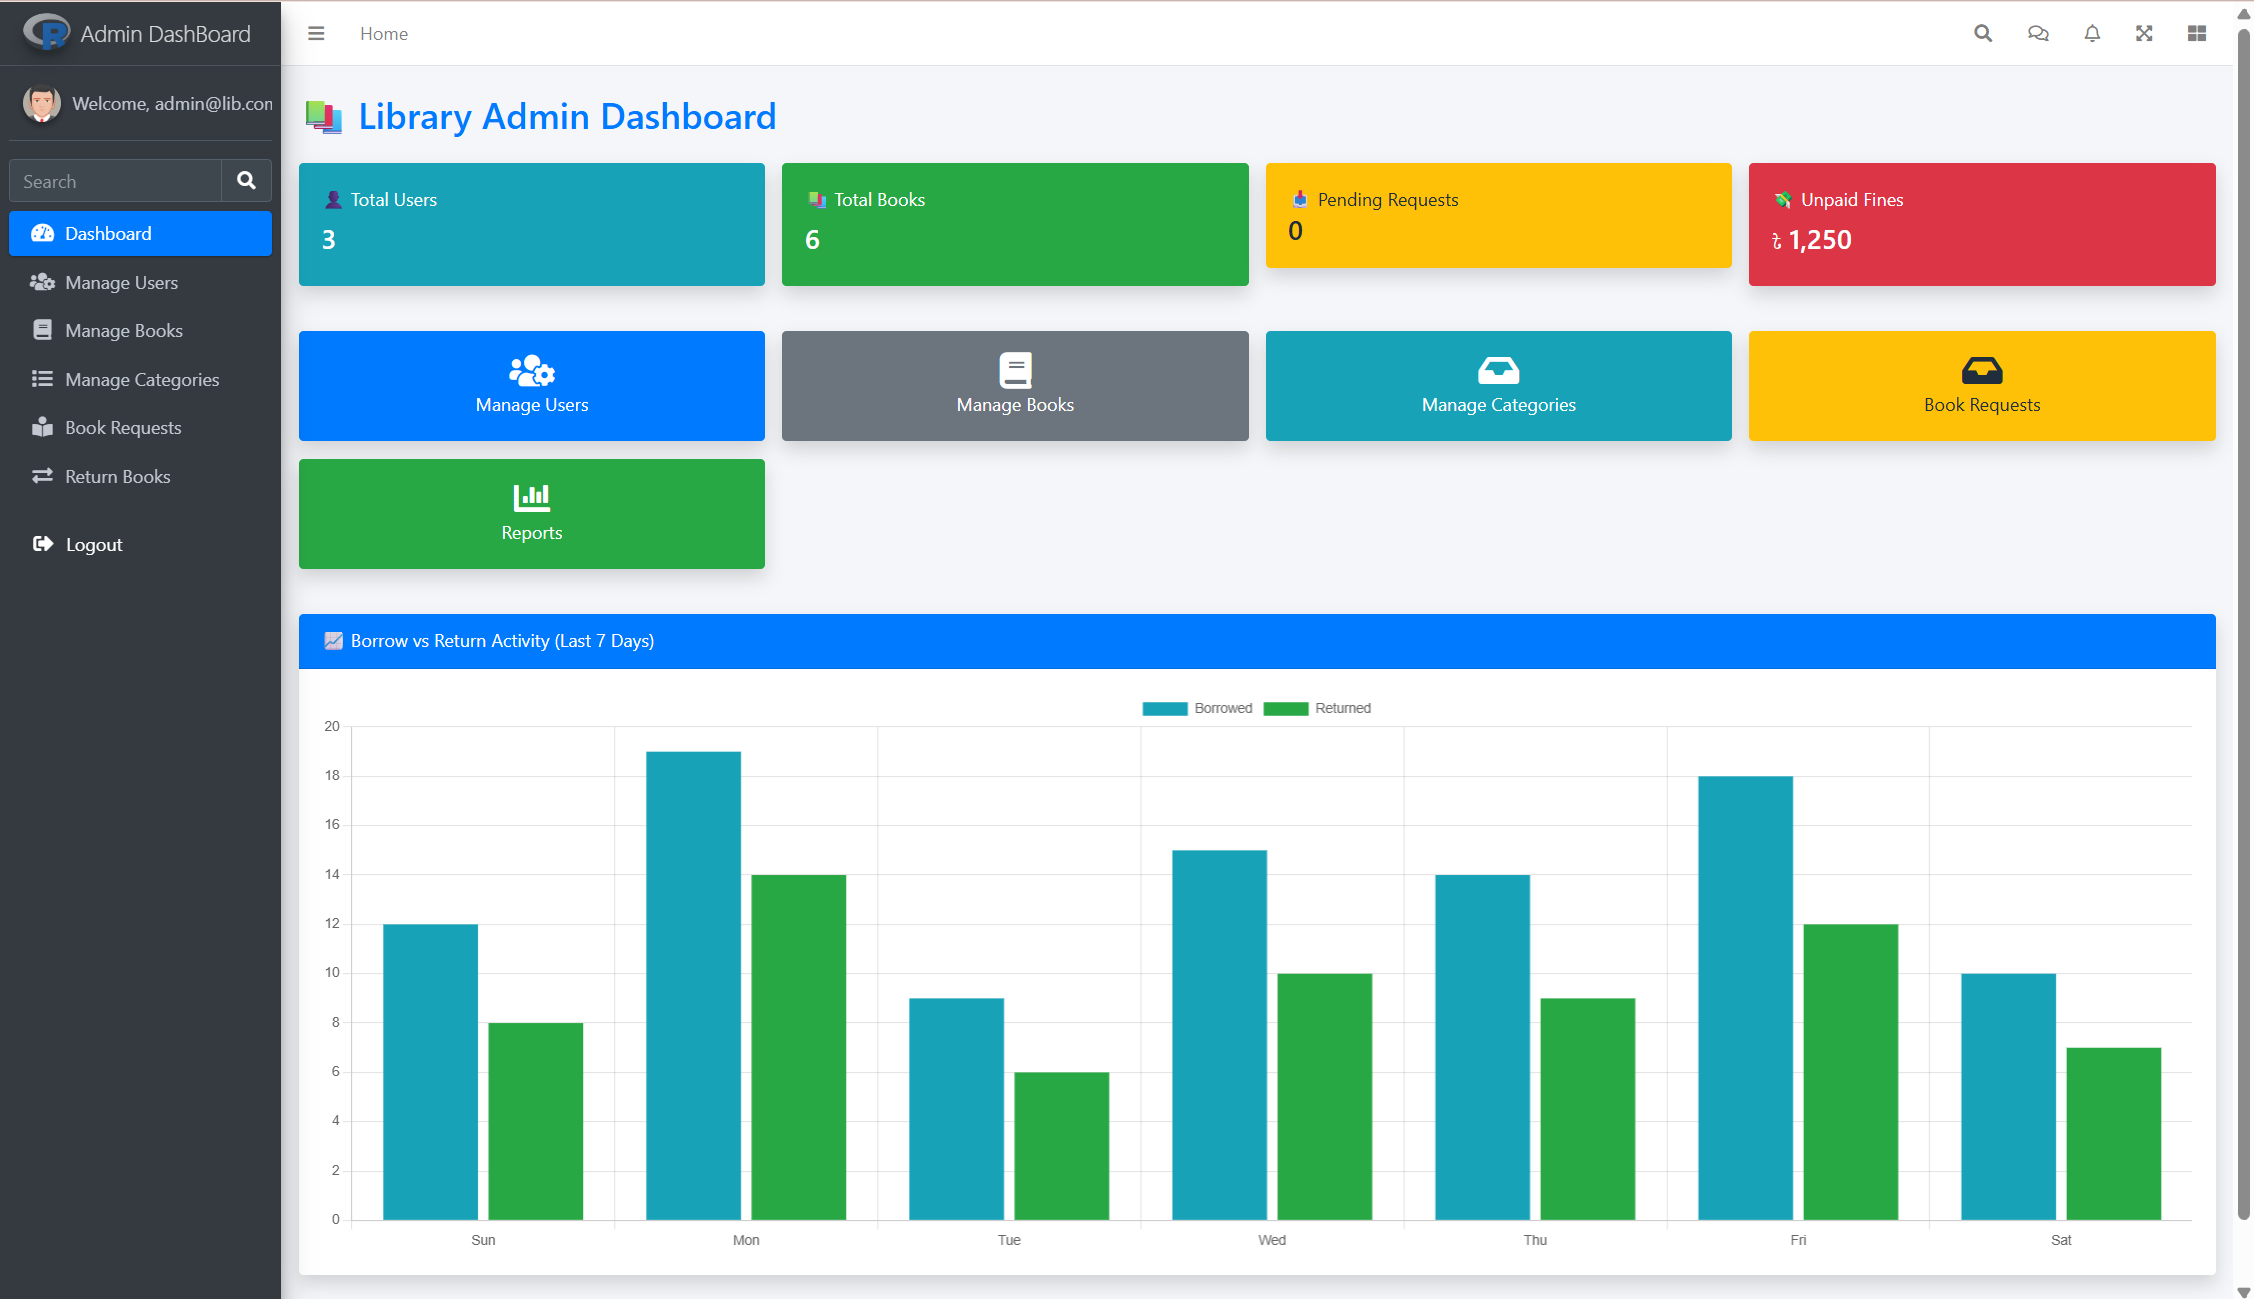 Admin DashBoard
Home
Welcome, admin@lib.con
Search
Dashboard
Manage Users
Manage Books
Manage Categories
Book Requests
Return Books
Logout
Library Admin Dashboard
Total Users
3
Total Books
6
Pending Requests
0
Unpaid Fines
৳ 1,250
Manage Users
Manage Books
Manage Categories
Book Requests
Reports
Borrow vs Return Activity (Last 7 Days)
Borrowed Returned
20
18
16
14
12
10
8
6
4
2
0
Sun Mon Tue Wed Thu Fri Sat